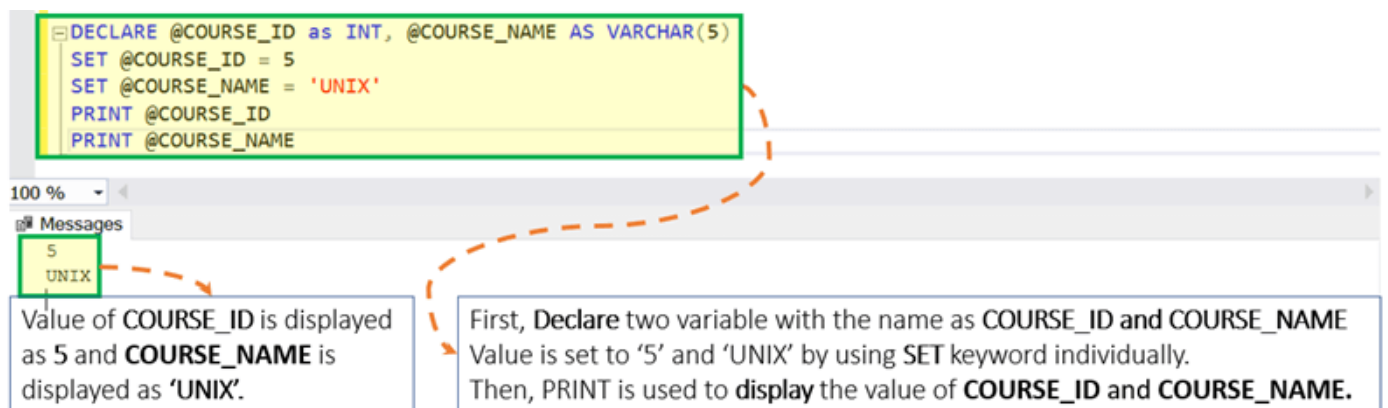 DECLARE @COURSE_ID as INT, @COURSE_NAME AS VARCHAR(5)
SET @COURSE_ID = 5
SET @COURSE_NAME = 'UNIX'
PRINT @COURSE_ID
PRINT @COURSE_NAME
100 %
Messages
5
UNIX
Value of COURSE_ID is displayed
as 5 and COURSE_NAME is
displayed as ‘UNIX’.
First, Declare two variable with the name as COURSE_ID and COURSE_NAME
Value is set to ‘5’ and ‘UNIX’ by using SET keyword individually.
Then, PRINT is used to display the value of COURSE_ID and COURSE_NAME.